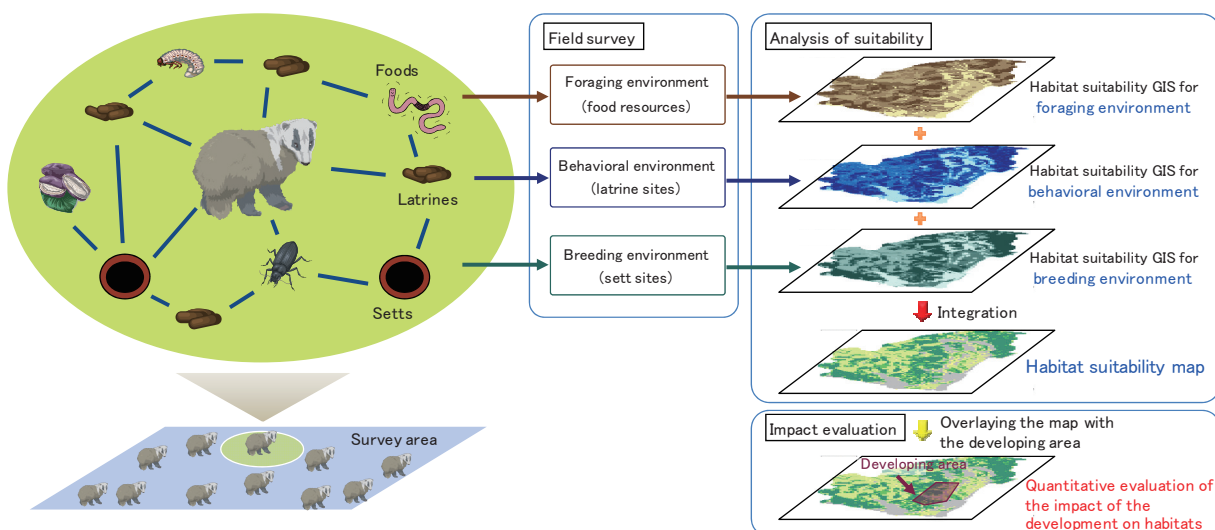 Foods
Latrines
Setts
Survey area
Field survey
Foraging environment
(food resources)
Behavioral environment
(latrine sites)
Breeding environment
(sett sites)
Analysis of suitability
Habitat suitability GIS for
foraging environment
+
Habitat suitability GIS for
behavioral environment
+
Habitat suitability GIS for
breeding environment
Integration
Habitat suitability map
Impact evaluation
Overlaying the map with
the developing area
Developing area
Quantitative evaluation of
the impact of the
development on habitats